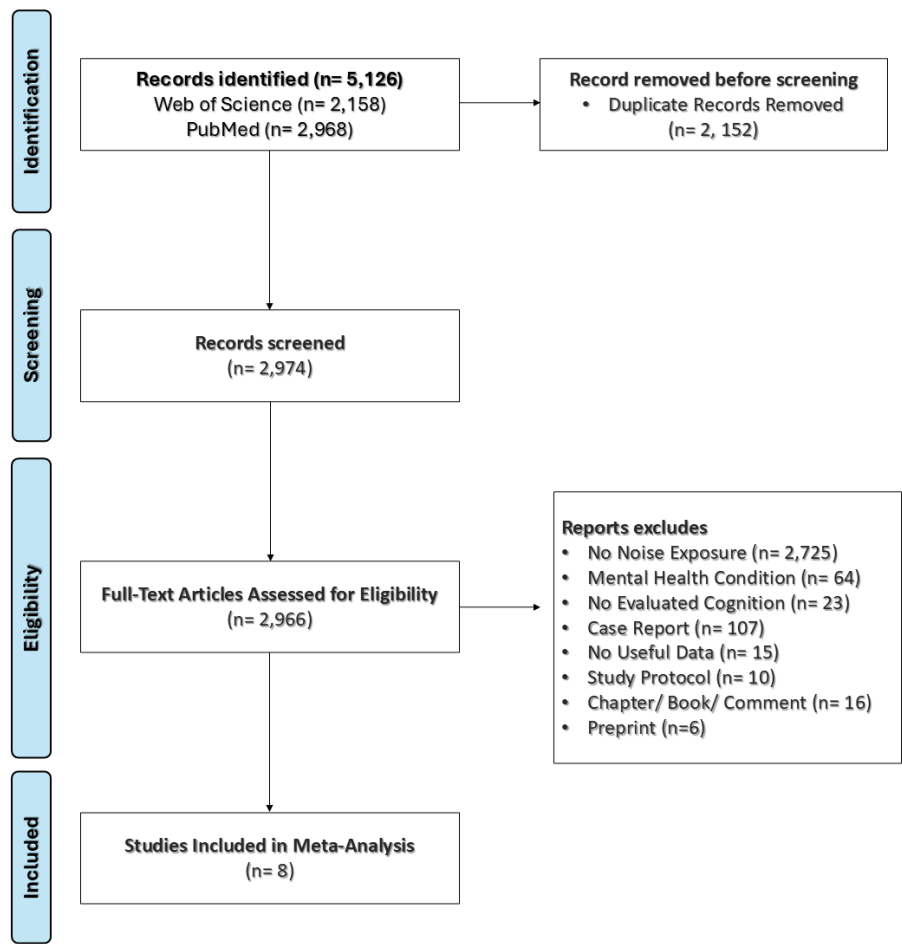 Identification
Records identified (n= 5,126)
Web of Science (n= 2,158)
PubMed (n= 2,968)
Record removed before screening
• Duplicate Records Removed
(n= 2, 152)
Screening
Records screened
(n= 2,974)
Eligibility
Full-Text Articles Assessed for Eligibility
(n= 2,966)
Reports excludes
• No Noise Exposure (n= 2,725)
• Mental Health Condition (n= 64)
• No Evaluated Cognition (n= 23)
• Case Report (n= 107)
• No Useful Data (n= 15)
• Study Protocol (n= 10)
• Chapter/ Book/ Comment (n= 16)
• Preprint (n=6)
Included
Studies Included in Meta-Analysis
(n= 8)